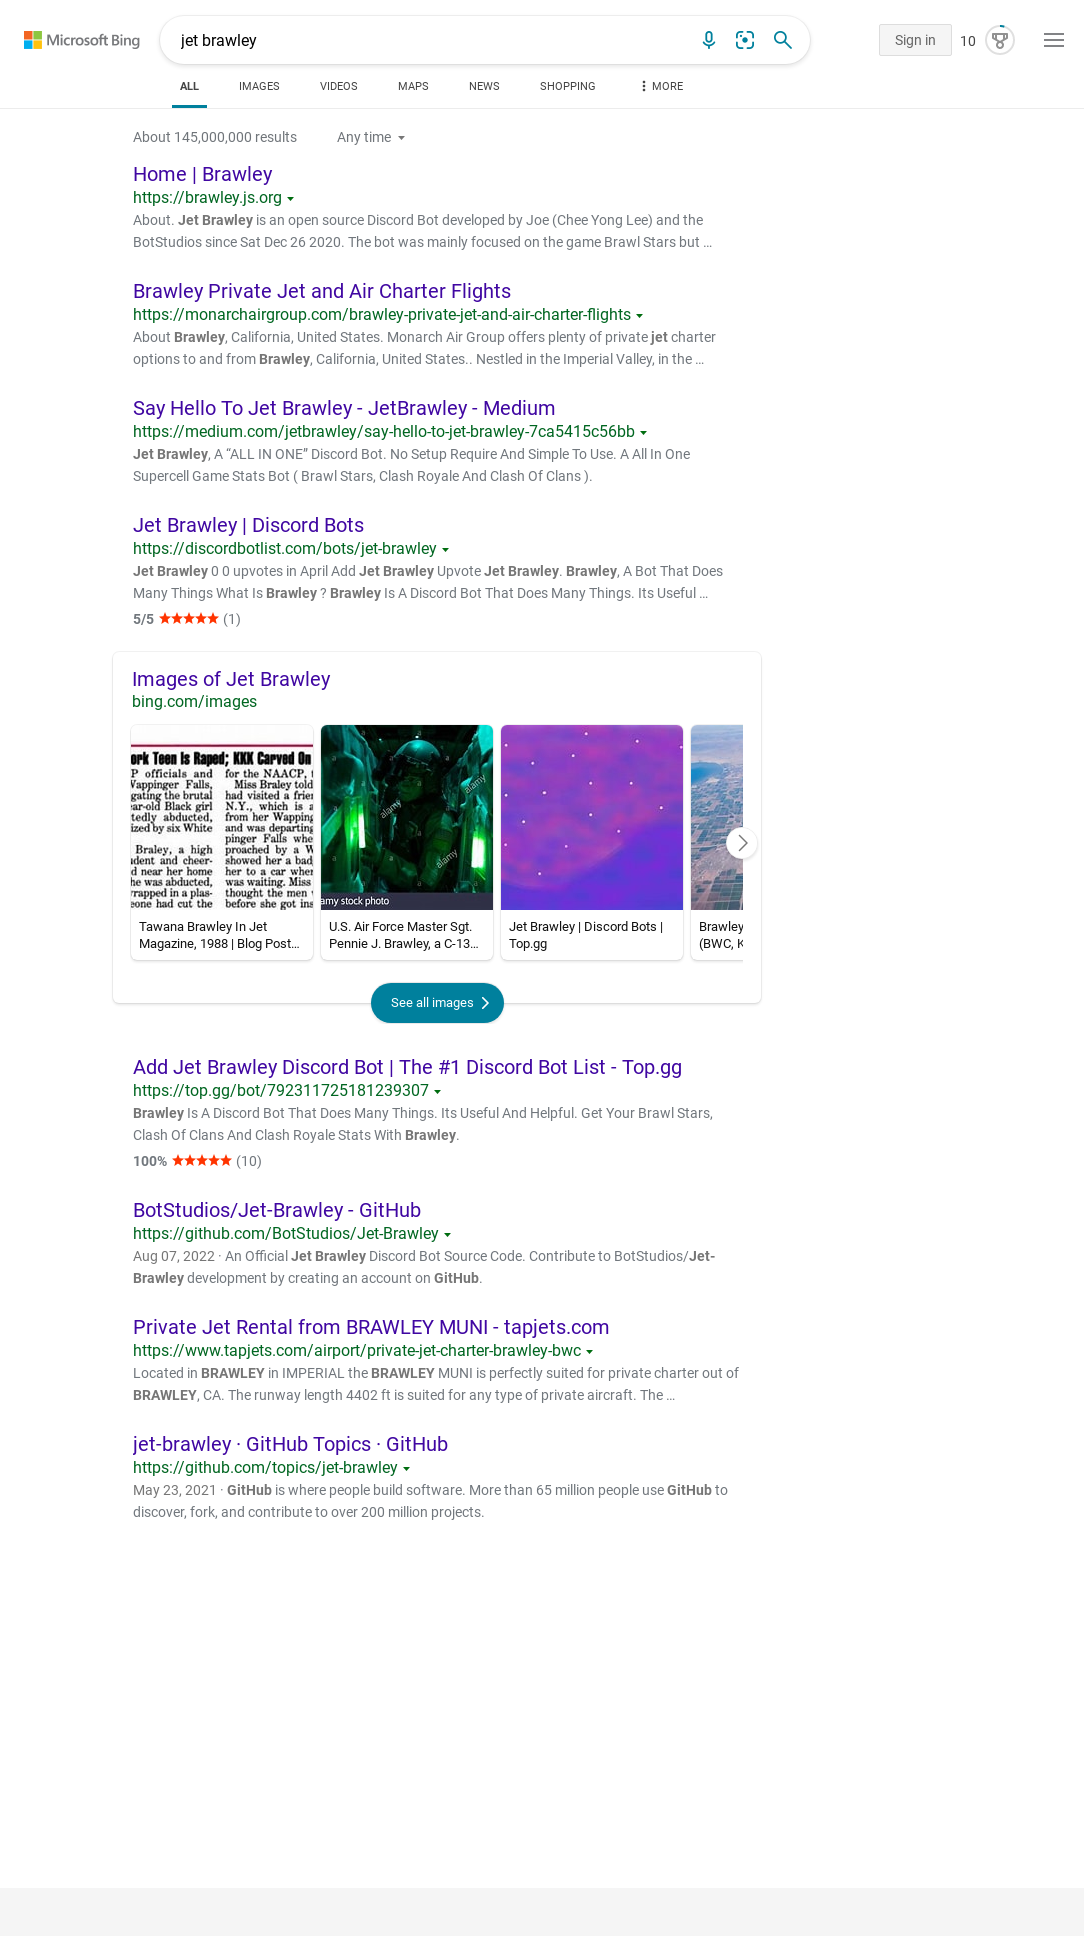 Microsoft Bing
jet brawley
Sign in
10
ALL
IMAGES
VIDEOS
MAPS
NEWS
SHOPPING
MORE
About 145,000,000 results
Any time
Home | Brawley
https://brawley.js.org
About. Jet Brawley is an open source Discord Bot developed by Joe (Chee Yong Lee) and the
BotStudios since Sat Dec 26 2020. The bot was mainly focused on the game Brawl Stars but ...
Brawley Private Jet and Air Charter Flights
https://monarchairgroup.com/brawley-private-jet-and-air-charter-flights
About Brawley, California, United States. Monarch Air Group offers plenty of private jet charter
options to and from Brawley, California, United States.. Nestled in the Imperial Valley, in the ...
Say Hello To Jet Brawley - JetBrawley - Medium
https://medium.com/jetbrawley/say-hello-to-jet-brawley-7ca5415c56bb
Jet Brawley, A “ALL IN ONE” Discord Bot. No Setup Require And Simple To Use. A All In One
Supercell Game Stats Bot ( Brawl Stars, Clash Royale And Clash Of Clans ).
Jet Brawley | Discord Bots
https://discordbotlist.com/bots/jet-brawley
Jet Brawley 0 0 upvotes in April Add Jet Brawley Upvote Jet Brawley. Brawley, A Bot That Does
Many Things What Is Brawley ? Brawley Is A Discord Bot That Does Many Things. Its Useful ...
5/5 ★★★★★ (1)
Images of Jet Brawley
bing.com/images
ork Teen Is Raped; KKK Carved On
P officials and
Wappinger Falls,
gating the brutal
ear-old Black girl
tedly abducted,
ized by six White
Braley, a high
dent and cheer-
d near her home
he was abducted,
rapped in a plas-
eone had cut the
for the NAACP, t
Miss Braley told
had visited a frien
N.Y., which is a
from her Wapping
and was departing
pinger Falls whe
proached by a W
showed her a bad
her to a car wher
was waiting. Miss
thought the men w
before she got ins
alamy
alamy
alamy
amy stock photo
Tawana Brawley In Jet
Magazine, 1988 | Blog Post...
U.S. Air Force Master Sgt.
Pennie J. Brawley, a C-13...
Jet Brawley | Discord Bots |
Top.gg
Brawley
(BWC, K
See all images
Add Jet Brawley Discord Bot | The #1 Discord Bot List - Top.gg
https://top.gg/bot/792311725181239307
Brawley Is A Discord Bot That Does Many Things. Its Useful And Helpful. Get Your Brawl Stars,
Clash Of Clans And Clash Royale Stats With Brawley.
100% ★★★★★ (10)
BotStudios/Jet-Brawley - GitHub
https://github.com/BotStudios/Jet-Brawley
Aug 07, 2022 · An Official Jet Brawley Discord Bot Source Code. Contribute to BotStudios/Jet-
Brawley development by creating an account on GitHub.
Private Jet Rental from BRAWLEY MUNI - tapjets.com
https://www.tapjets.com/airport/private-jet-charter-brawley-bwc
Located in BRAWLEY in IMPERIAL the BRAWLEY MUNI is perfectly suited for private charter out of
BRAWLEY, CA. The runway length 4402 ft is suited for any type of private aircraft. The ...
jet-brawley · GitHub Topics · GitHub
https://github.com/topics/jet-brawley
May 23, 2021 · GitHub is where people build software. More than 65 million people use GitHub to
discover, fork, and contribute to over 200 million projects.